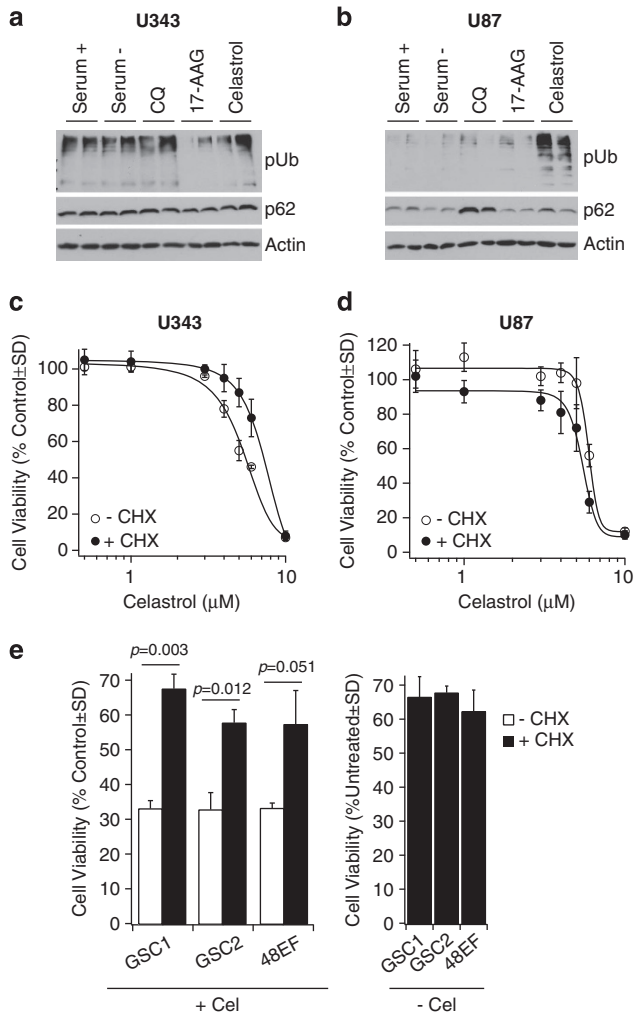 a
U343
b
U87
Serum +
Serum -
CQ
17-AAG
Celastrol
Serum +
Serum -
CQ
17-AAG
Celastrol
pUb
p62
Actin
pUb
p62
Actin
c
U343
d
U87
Cell Viability (% Control±SD)
100
80
60
40
20
0
- CHX
+ CHX
1
10
Celastrol (μM)
Cell Viability (% Control±SD)
120
100
80
60
40
20
0
- CHX
+ CHX
1
10
Celastrol (μM)
e
Cell Viability (% Control±SD)
70
60
50
40
30
20
10
0
p=0.003
p=0.012
p=0.051
GSC1
GSC2
48EF
+ Cel
Cell Viability (%Untreated±SD)
70
60
50
40
30
20
10
0
GSC1
GSC2
48EF
- Cel
- CHX
+ CHX